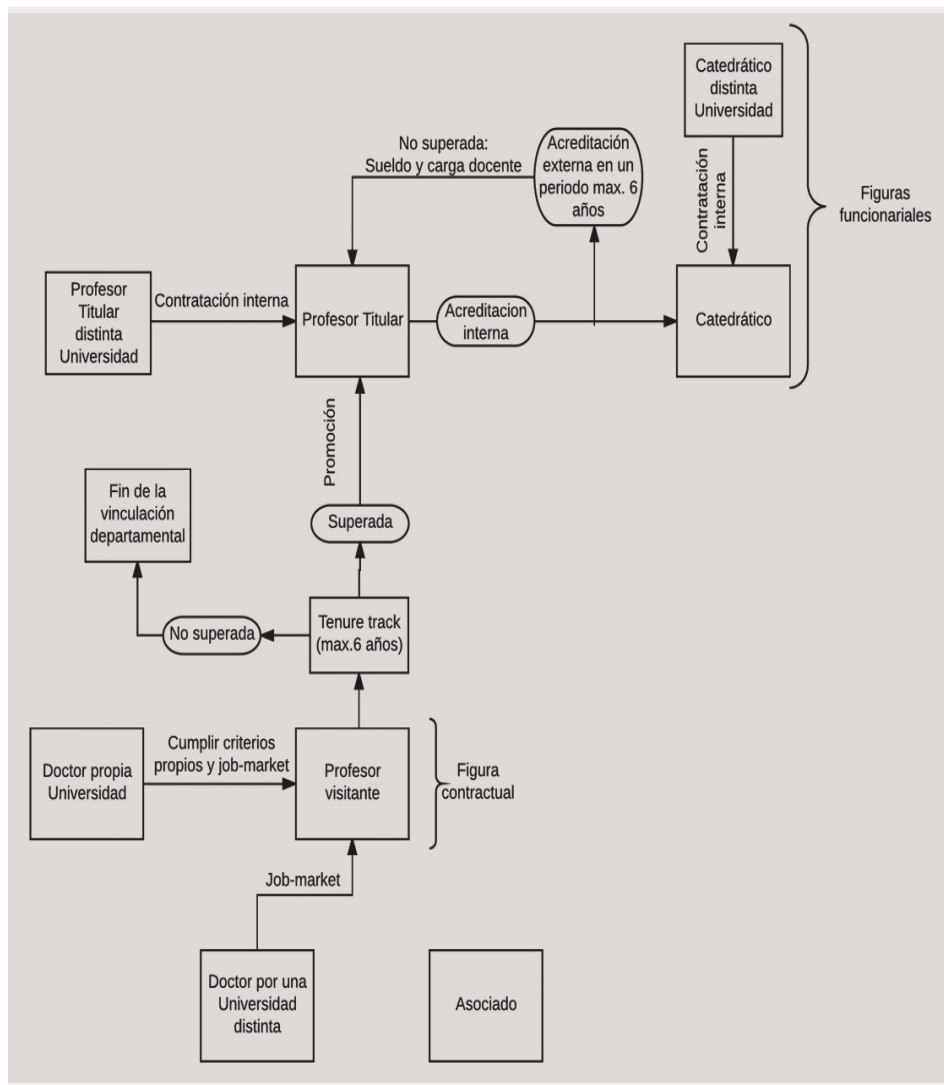 Catedrático
distinta
Universidad
No superada:
Sueldo y carga docente
Acreditación
externa en un
periodo max. 6
años
Contratación
interna
Figuras
funcionariales
Profesor
Titular
distinta
Universidad
Contratación interna
Profesor Titular
Acreditacion
interna
Catedrático
Promoción
Fin de la
vinculación
departamental
Superada
No superada
Tenure track
(max.6 años)
Doctor propia
Universidad
Cumplir criterios
propios y job-market
Profesor
visitante
Figura
contractual
Job-market
Doctor por una
Universidad
distinta
Asociado